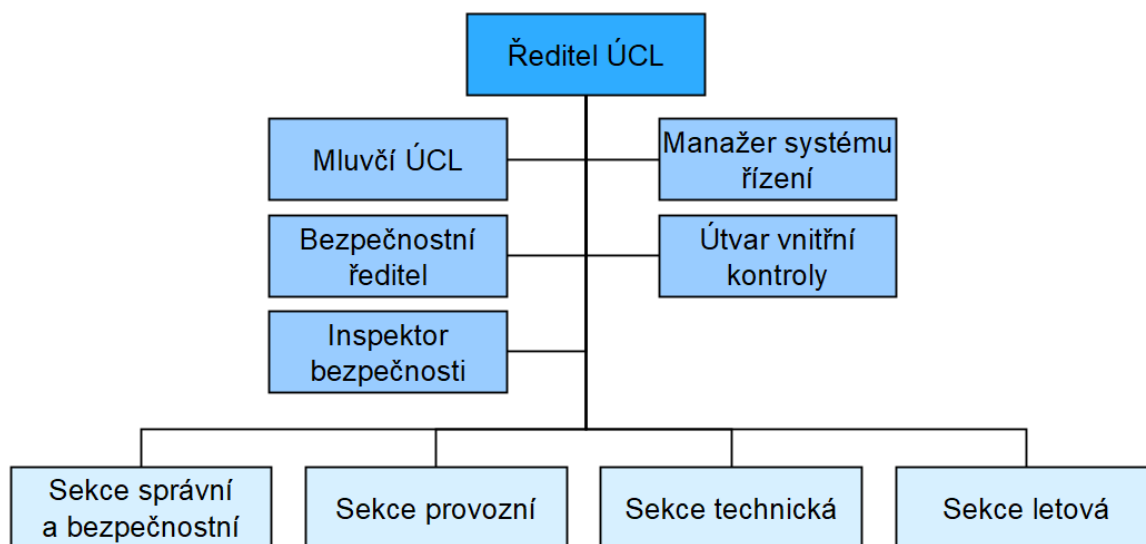 Ředitel ÚCL
Mluvčí ÚCL
Manažer systému
řízení
Bezpečnostní
ředitel
Útvar vnitřní
kontroly
Inspektor
bezpečnosti
Sekce správní
a bezpečnostní
Sekce provozní
Sekce technická
Sekce letová